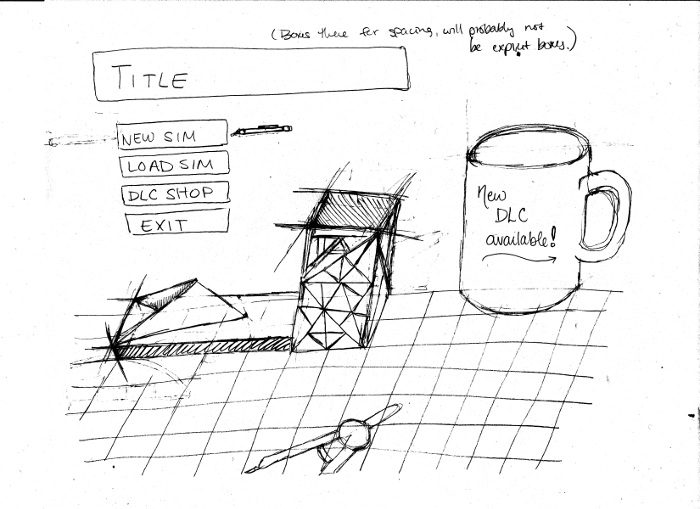 (Boxes there for spacing, will probably not
be explicit boxes.)
TITLE
NEW SIM
LOAD SIM
DLC SHOP
EXIT
New
DLC
available!